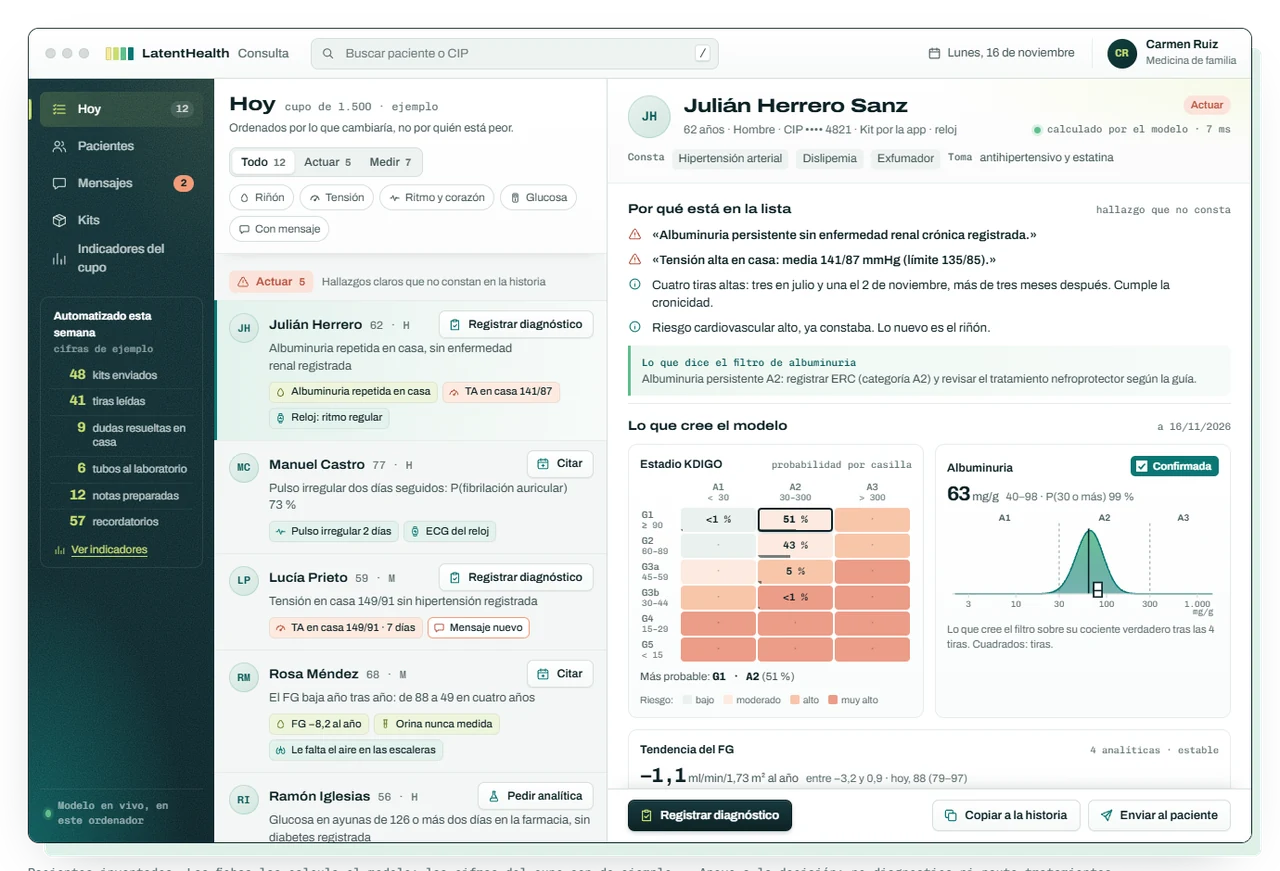 LatentHealth Consulta
Buscar paciente o CIP
/
Lunes, 16 de noviembre
CR
Carmen Ruiz
Medicina de familia
Hoy 12
Pacientes
Mensajes 2
Kits
Indicadores del
cupo
Automatizado esta
semana
cifras de ejemplo
48 kits enviados
41 tiras leídas
9 dudas resueltas en
casa
6 tubos al laboratorio
12 notas preparadas
57 recordatorios
Ver indicadores
Modelo en vivo, en
este ordenador
Hoy cupo de 1.500 · ejemplo
Ordenados por lo que cambiaría, no por quién está peor.
Todo 12 Actuar 5 Medir 7
Riñón Tensión Ritmo y corazón Glucosa
Con mensaje
Actuar 5 Hallazgos claros que no constan en la historia
JH
Julián Herrero 62 · H
Registrar diagnóstico
Albuminuria repetida en casa, sin enfermedad
renal registrada
Albuminuria repetida en casa TA en casa 141/87
Reloj: ritmo regular
MC
Manuel Castro 77 · H
Citar
Pulso irregular dos días seguidos: P(fibrilación auricular)
73 %
Pulso irregular 2 días ECG del reloj
LP
Lucía Prieto 59 · M
Registrar diagnóstico
Tensión en casa 149/91 sin hipertensión registrada
TA en casa 149/91 · 7 días Mensaje nuevo
RM
Rosa Méndez 68 · M
Citar
El FG baja año tras año: de 88 a 49 en cuatro años
FG −8,2 al año Orina nunca medida
Le falta el aire en las escaleras
RI
Ramón Iglesias 56 · H
Pedir analítica
Glucosa en ayunas de 126 o más dos días en la farmacia, sin
diabetes registrada
JH
Julián Herrero Sanz
Actuar
62 años · Hombre · CIP •••• 4821 · Kit por la app · reloj
calculado por el modelo · 7 ms
Consta Hipertensión arterial Dislipemia Exfumador Toma antihipertensivo y estatina
Por qué está en la lista
hallazgo que no consta
«Albuminuria persistente sin enfermedad renal crónica registrada.»
«Tensión alta en casa: media 141/87 mmHg (límite 135/85).»
Cuatro tiras altas: tres en julio y una el 2 de noviembre, más de tres meses después. Cumple la
cronicidad.
Riesgo cardiovascular alto, ya constaba. Lo nuevo es el riñón.
Lo que dice el filtro de albuminuria
Albuminuria persistente A2: registrar ERC (categoría A2) y revisar el tratamiento nefroprotector según la guía.
Lo que cree el modelo
a 16/11/2026
Estadio KDIGO
probabilidad por casilla
A1 A2 A3
< 30 30–300 > 300
G1 <1 % 51 % ·
≥ 90
G2 · 43 % ·
60–89
G3a · 5 % ·
45–59
G3b · <1 % ·
30–44
G4 · · ·
15–29
G5 · · ·
< 15
Más probable: G1 · A2 (51 %)
Riesgo: bajo moderado alto muy alto
Albuminuria
Confirmada
63 mg/g 40–98 · P(30 o más) 99 %
A1 A2 A3
3 10 30 100 300 1.000
mg/g
Lo que cree el filtro sobre su cociente verdadero tras las 4
tiras. Cuadrados: tiras.
Tendencia del FG
4 analíticas · estable
−1,1 ml/min/1,73 m² al año entre −3,2 y 0,9 · hoy, 88 (79–97)
Registrar diagnóstico
Copiar a la historia
Enviar al paciente